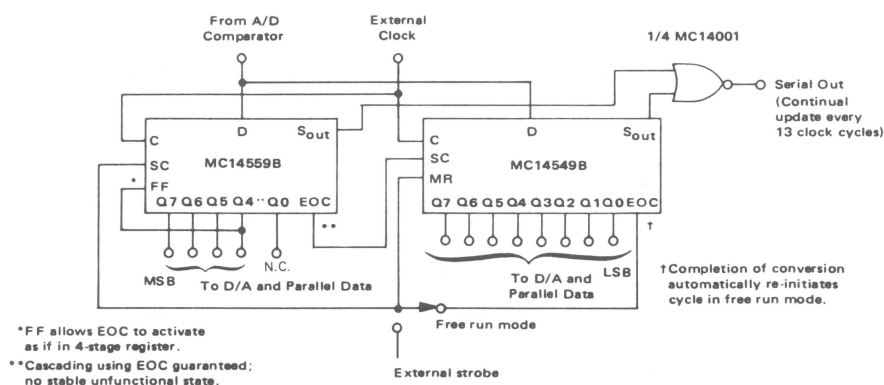 From A/D
Comparator
External
Clock
1/4 MC14001
Serial Out
(Continual
update every
13 clock cycles)
D
Sout
C
SC
*
FF
MC14559B
Q7 Q6 Q5 Q4 ·· Q0 EOC
**
D
Sout
C
SC
MR
MC14549B
Q7 Q6 Q5 Q4 Q3 Q2 Q1 Q0 EOC
†
MSB
To D/A and Parallel Data
N.C.
To D/A and
Parallel Data
LSB
†Completion of conversion
automatically re-initiates
cycle in free run mode.
Free run mode
External strobe
*FF allows EOC to activate
as if in 4-stage register.
**Cascading using EOC guaranteed;
no stable unfunctional state.